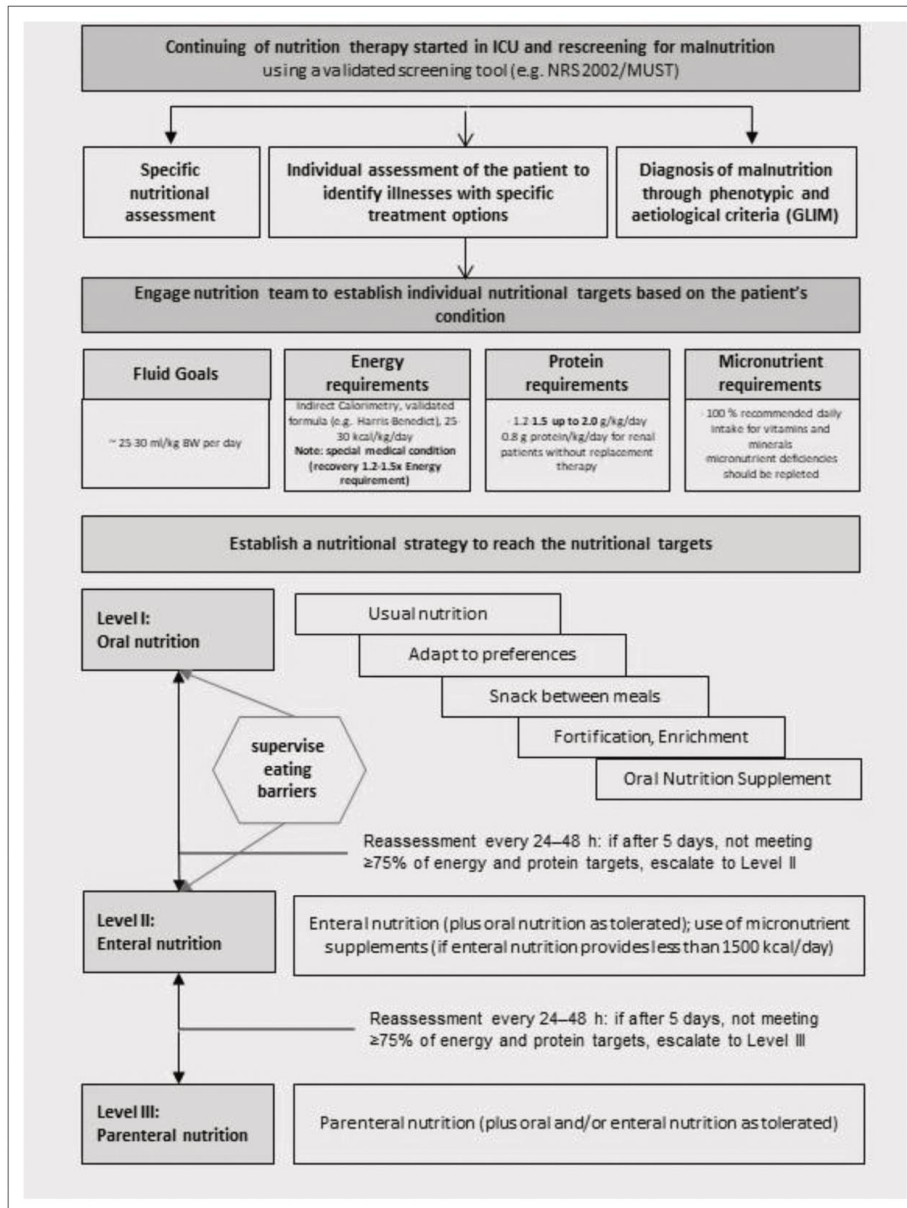 Continuing of nutrition therapy started in ICU and rescreening for malnutrition
using a validated screening tool (e.g. NRS 2002/MUST)
Specific
nutritional
assessment
Individual assessment of the patient to
identify illnesses with specific
treatment options
Diagnosis of malnutrition
through phenotypic and
aetiological criteria (GLIM)
Engage nutrition team to establish individual nutritional targets based on the patient's
condition
Fluid Goals
~ 25 30 ml/kg BW per day
Energy
requirements
Indirect Calorimetry, validated
formula (e.g. Harris Benedict), 25-
30 kcal/kg/day
Note: special medical condition
(recovery 1.2-1.5x Energy
requirement)
Protein
requirements
· 1.2 1.5 up to 2.0 g/kg/day
0.8 g protein/kg/day for renal
patients without replacement
therapy
Micronutrient
requirements
· 100 % recommended daily
intake for vitamins and
minerals
·micronutrient deficiencies
should be repleted
Establish a nutritional strategy to reach the nutritional targets
Level I:
Oral nutrition
Usual nutrition
Adapt to preferences
Snack between meals
Fortification, Enrichment
Oral Nutrition Supplement
supervise
eating
barriers
Reassessment every 24–48 h: if after 5 days, not meeting
≥75% of energy and protein targets, escalate to Level II
Level II:
Enteral nutrition
Enteral nutrition (plus oral nutrition as tolerated); use of micronutrient
supplements (if enteral nutrition provides less than 1500 kcal/day)
Reassessment every 24–48 h: if after 5 days, not meeting
≥75% of energy and protein targets, escalate to Level III
Level III:
Parenteral nutrition
Parenteral nutrition (plus oral and/or enteral nutrition as tolerated)